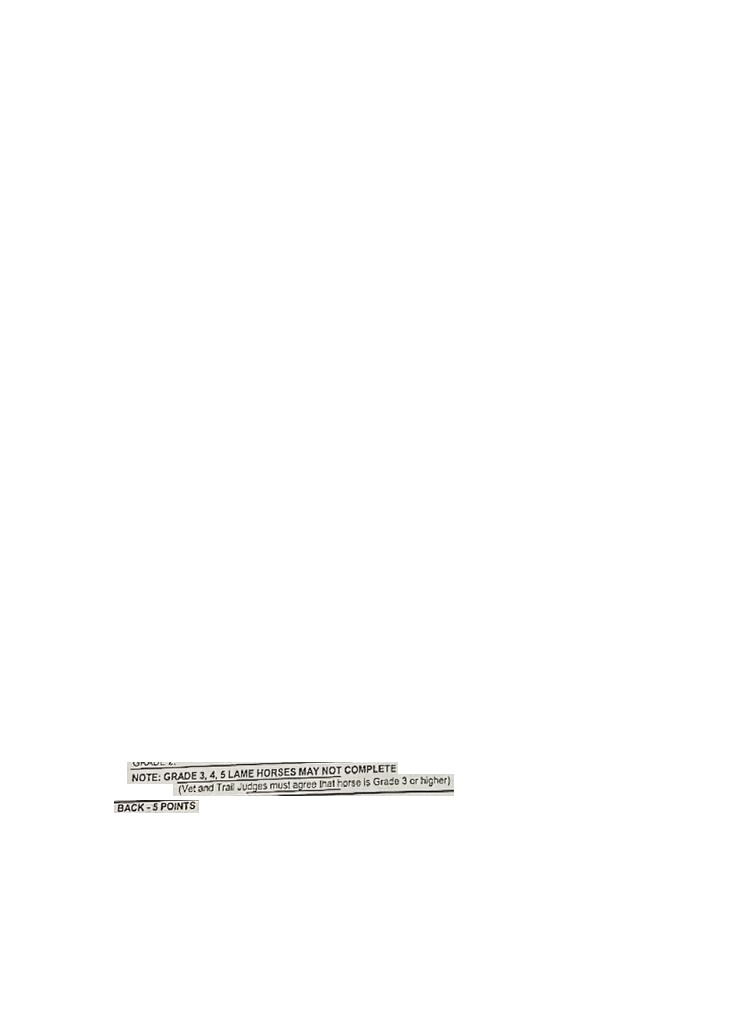 GRADE 2:
NOTE: GRADE 3, 4, 5 LAME HORSES MAY NOT COMPLETE
(Vet and Trail Judges must agree that horse is Grade 3 or higher)
BACK - 5 POINTS